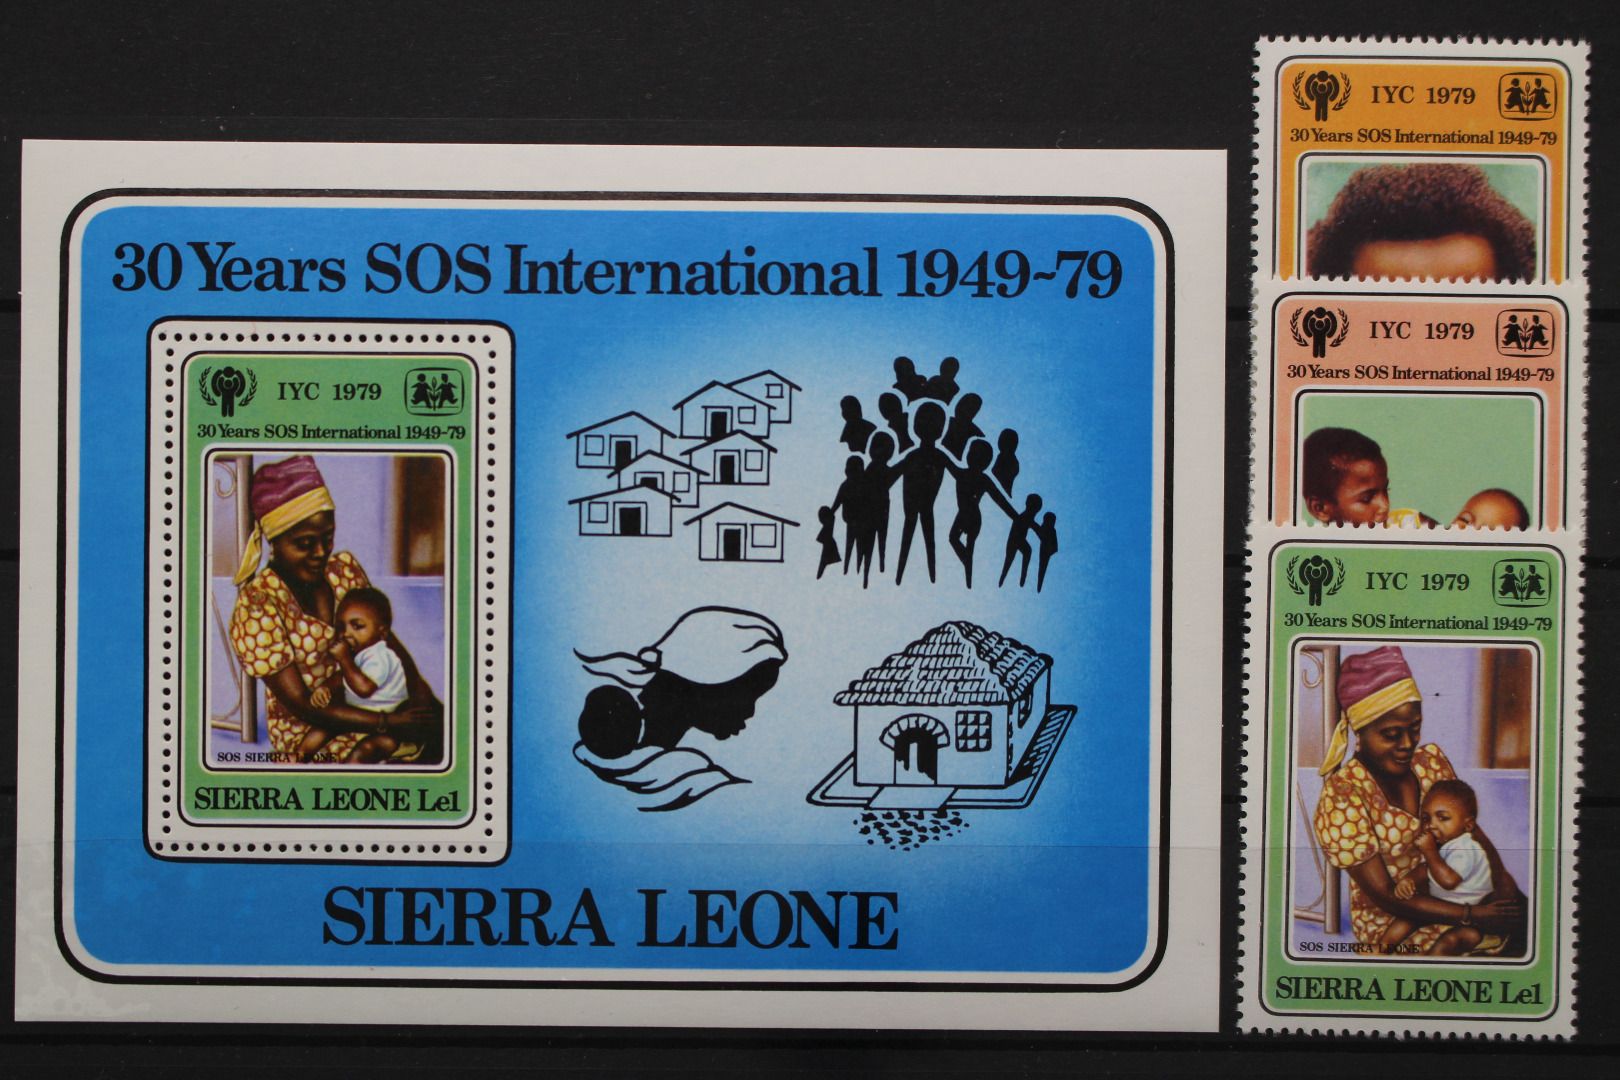 30 Years SOS International 1949-79
IYC 1979
30 Years SOS International 1949-79
SOS SIERRA LEONE
SIERRA LEONE Le1
SIERRA LEONE
IYC 1979
30 Years SOS International 1949-79
IYC 1979
30 Years SOS International 1949-79
IYC 1979
30 Years SOS International 1949-79
SOS SIERRA LEONE
SIERRA LEONE Le1